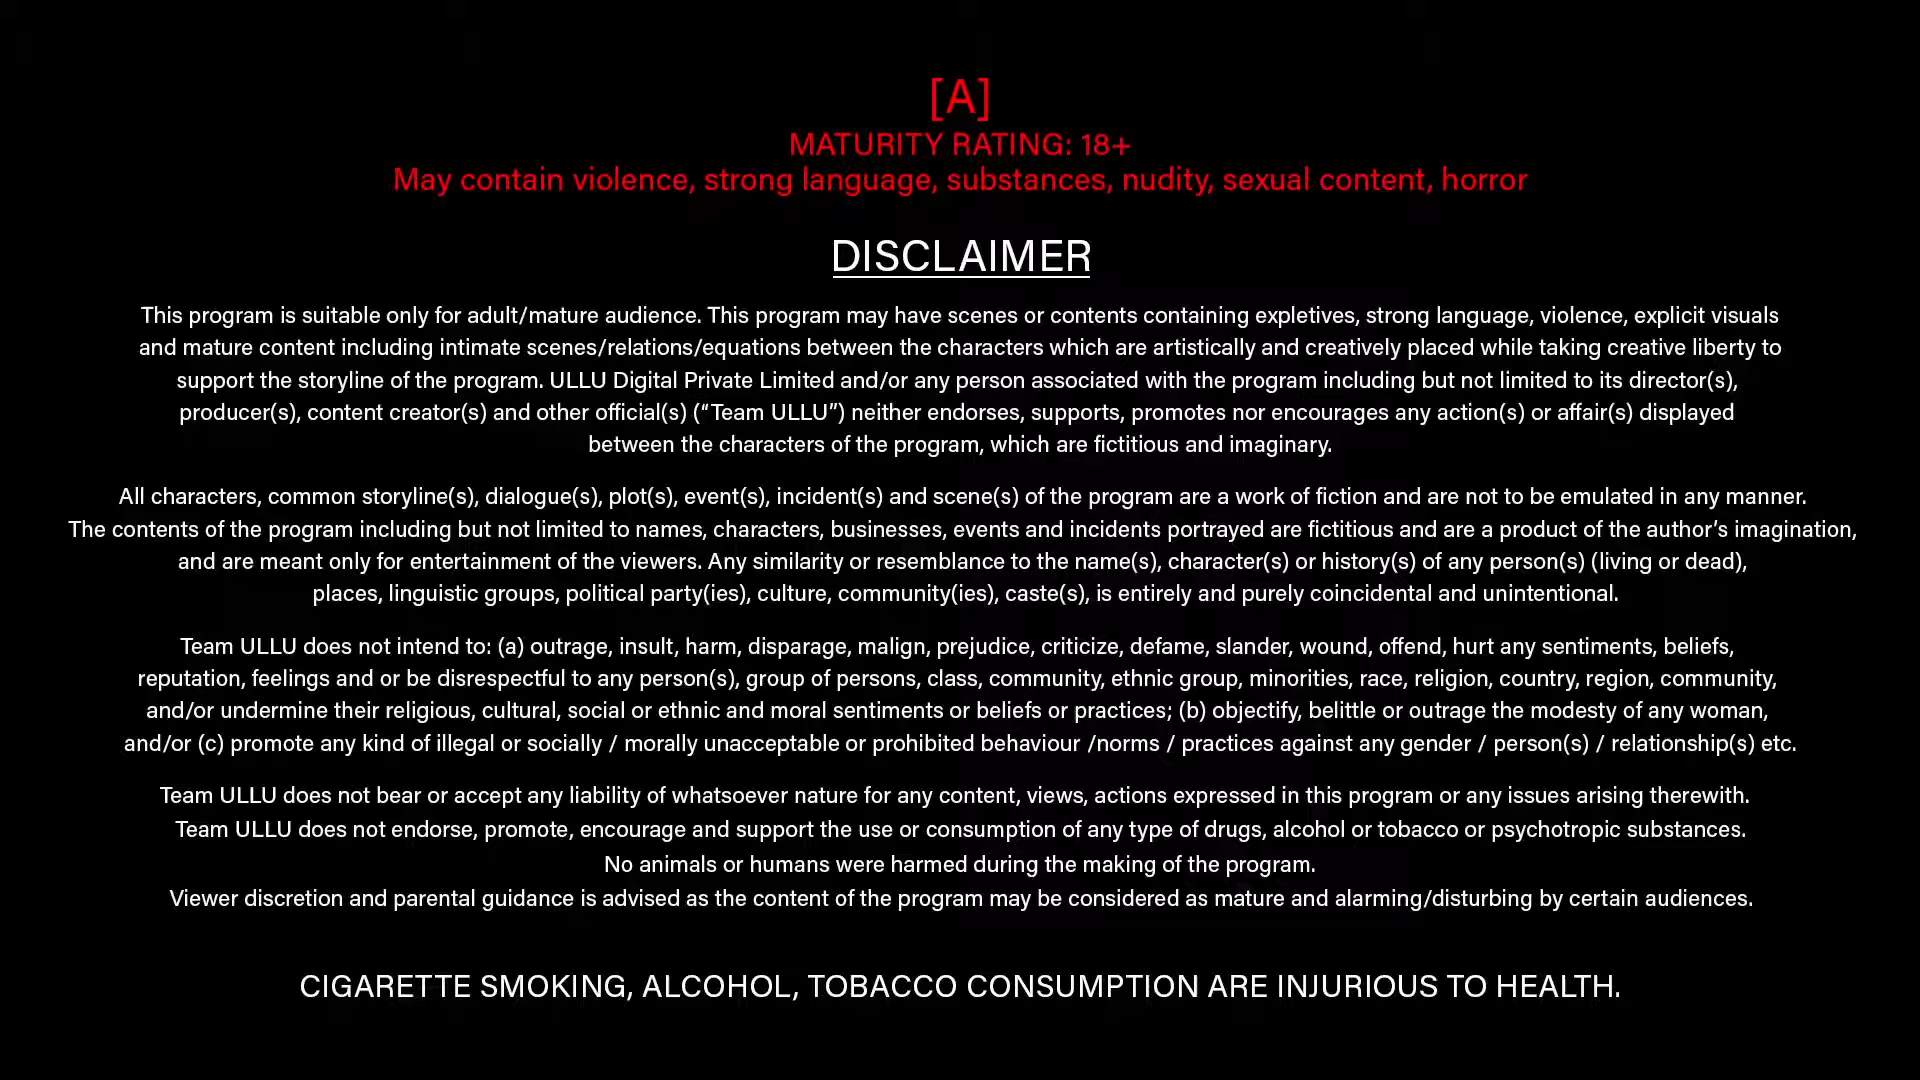 [A]
MATURITY RATING: 18+
May contain violence, strong language, substances, nudity, sexual content, horror
DISCLAIMER
This program is suitable only for adult/mature audience. This program may have scenes or contents containing expletives, strong language, violence, explicit visuals
and mature content including intimate scenes/relations/equations between the characters which are artistically and creatively placed while taking creative liberty to
support the storyline of the program. ULLU Digital Private Limited and/or any person associated with the program including but not limited to its director(s),
producer(s), content creator(s) and other official(s) (“Team ULLU”) neither endorses, supports, promotes nor encourages any action(s) or affair(s) displayed
between the characters of the program, which are fictitious and imaginary.
All characters, common storyline(s), dialogue(s), plot(s), event(s), incident(s) and scene(s) of the program are a work of fiction and are not to be emulated in any manner.
The contents of the program including but not limited to names, characters, businesses, events and incidents portrayed are fictitious and are a product of the author’s imagination,
and are meant only for entertainment of the viewers. Any similarity or resemblance to the name(s), character(s) or history(s) of any person(s) (living or dead),
places, linguistic groups, political party(ies), culture, community(ies), caste(s), is entirely and purely coincidental and unintentional.
Team ULLU does not intend to: (a) outrage, insult, harm, disparage, malign, prejudice, criticize, defame, slander, wound, offend, hurt any sentiments, beliefs,
reputation, feelings and or be disrespectful to any person(s), group of persons, class, community, ethnic group, minorities, race, religion, country, region, community,
and/or undermine their religious, cultural, social or ethnic and moral sentiments or beliefs or practices; (b) objectify, belittle or outrage the modesty of any woman,
and/or (c) promote any kind of illegal or socially / morally unacceptable or prohibited behaviour /norms / practices against any gender / person(s) / relationship(s) etc.
Team ULLU does not bear or accept any liability of whatsoever nature for any content, views, actions expressed in this program or any issues arising therewith.
Team ULLU does not endorse, promote, encourage and support the use or consumption of any type of drugs, alcohol or tobacco or psychotropic substances.
No animals or humans were harmed during the making of the program.
Viewer discretion and parental guidance is advised as the content of the program may be considered as mature and alarming/disturbing by certain audiences.
CIGARETTE SMOKING, ALCOHOL, TOBACCO CONSUMPTION ARE INJURIOUS TO HEALTH.